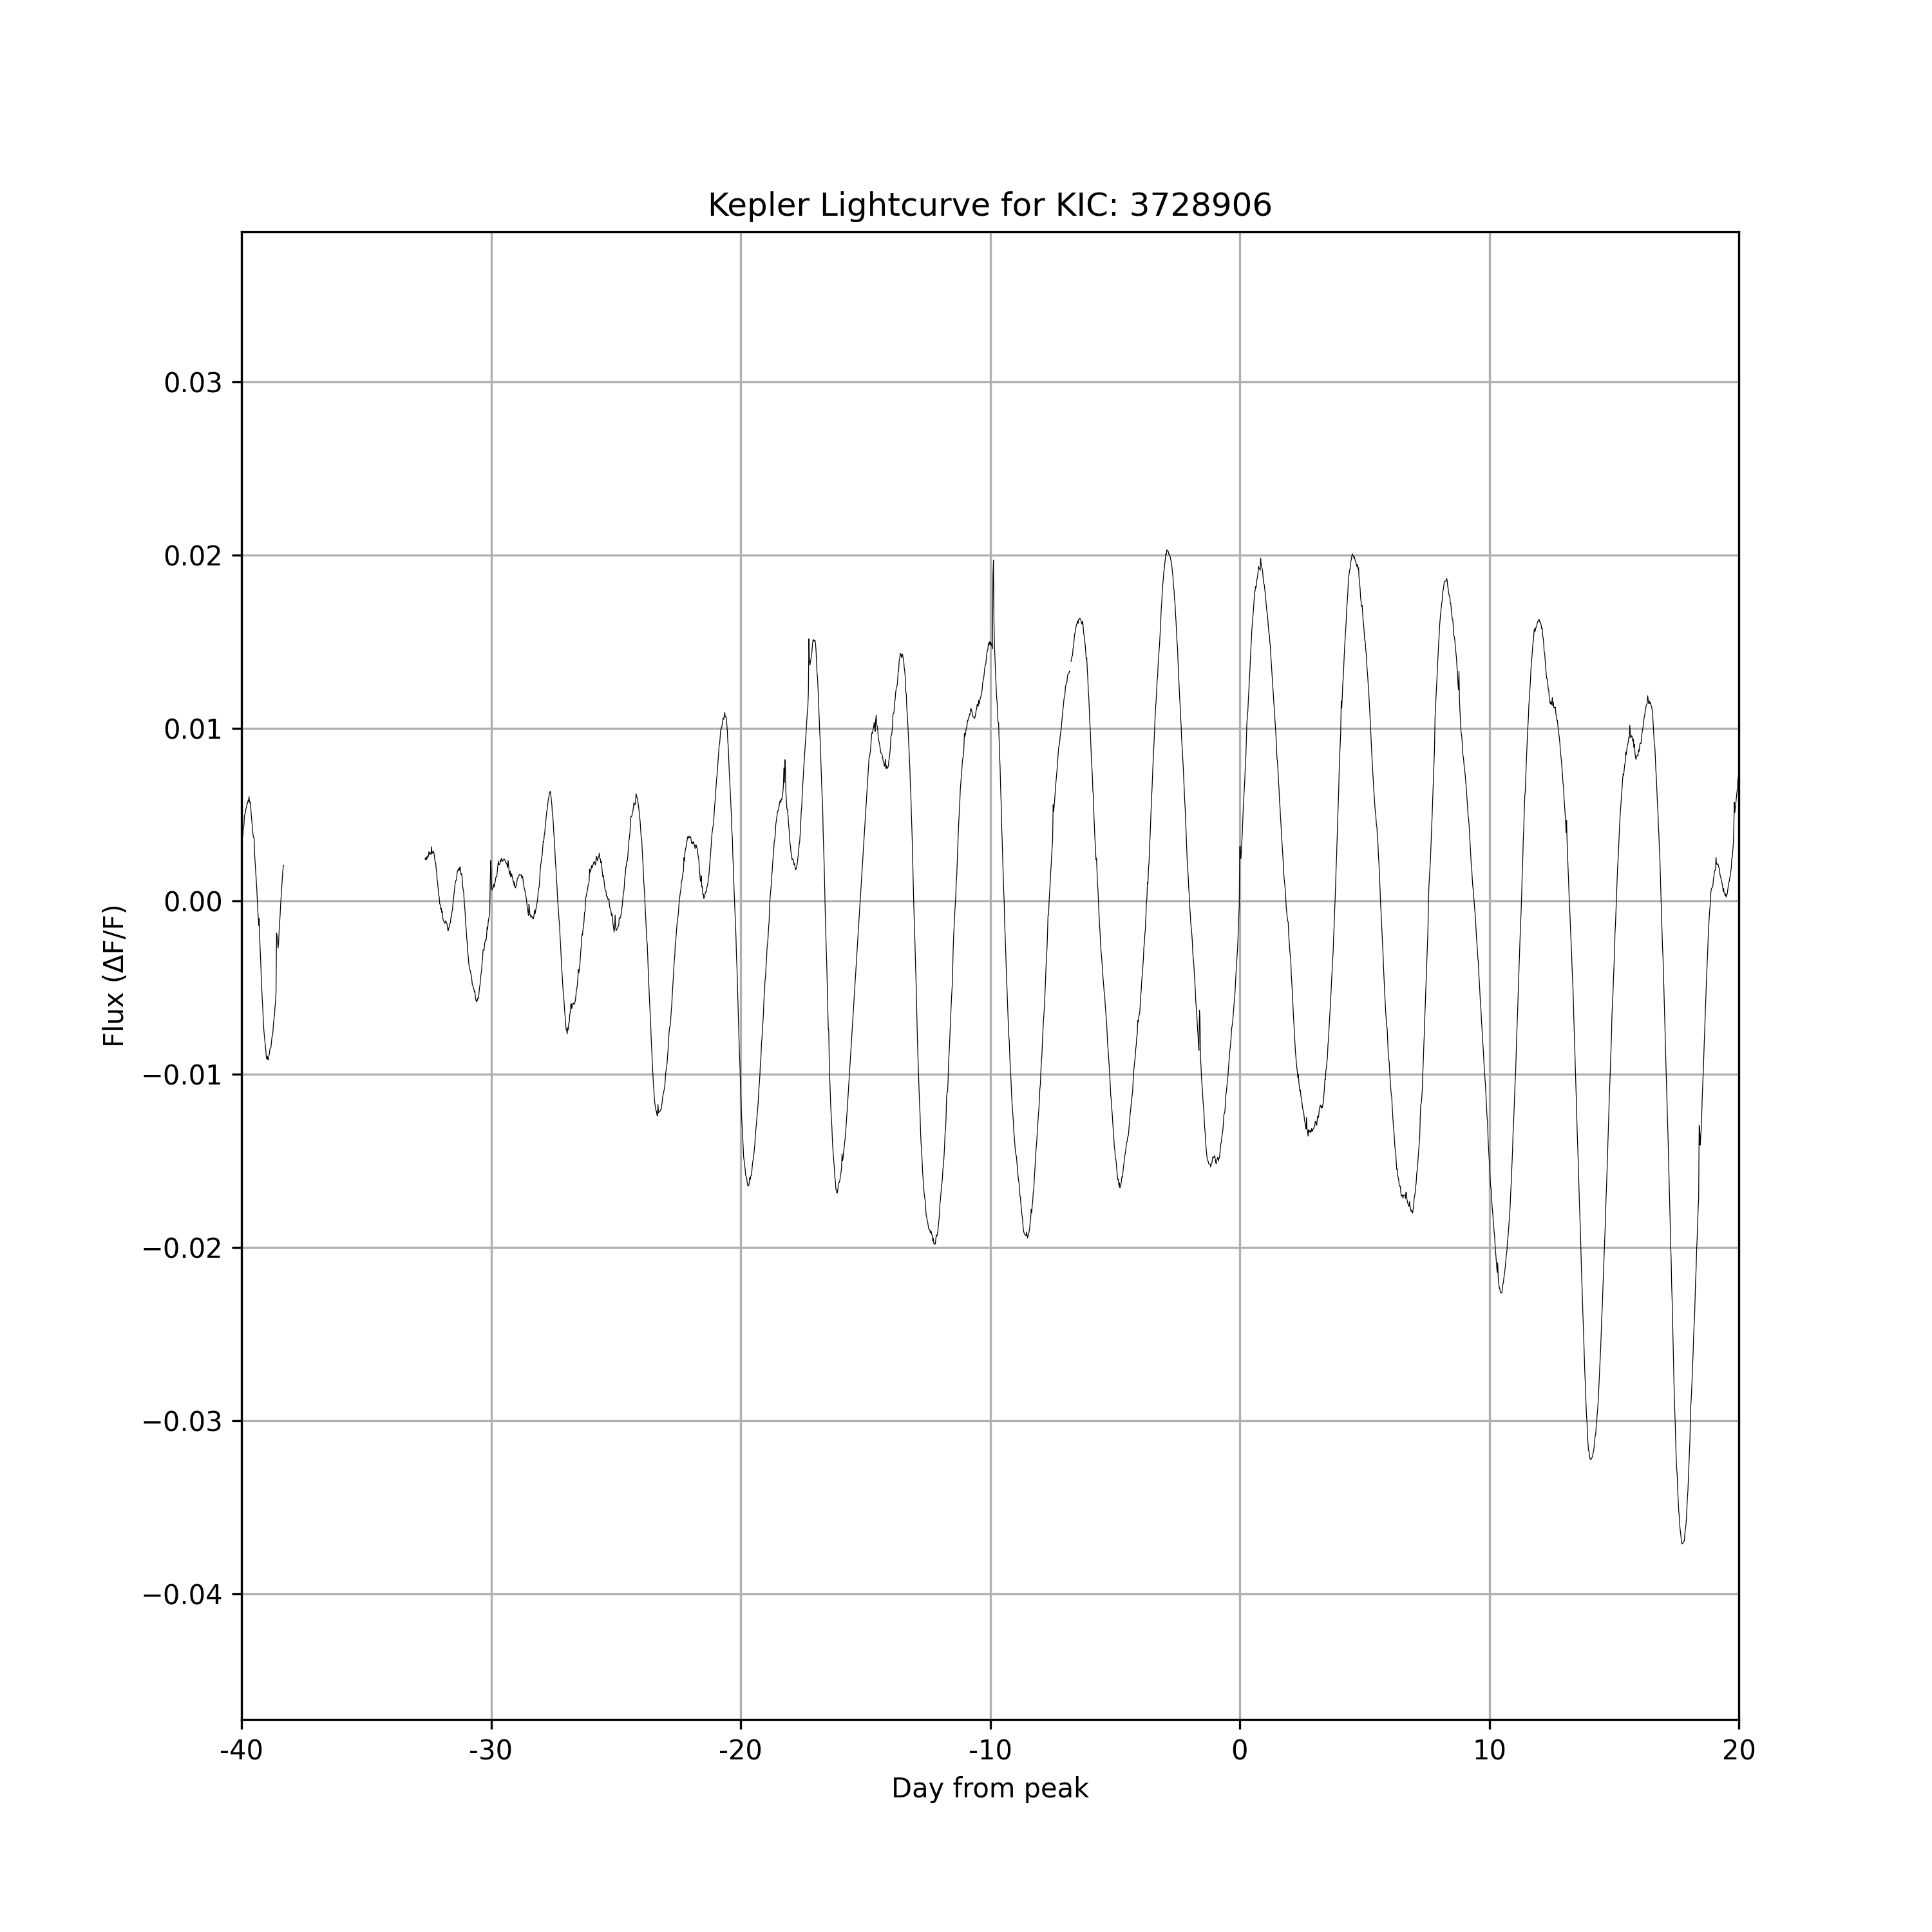 Kepler Lightcurve for KIC: 3728906
0.03
0.02
0.01
0.00
−0.01
−0.02
−0.03
−0.04
Flux (ΔF/F)
-40 -30 -20 -10 0 10 20
Day from peak